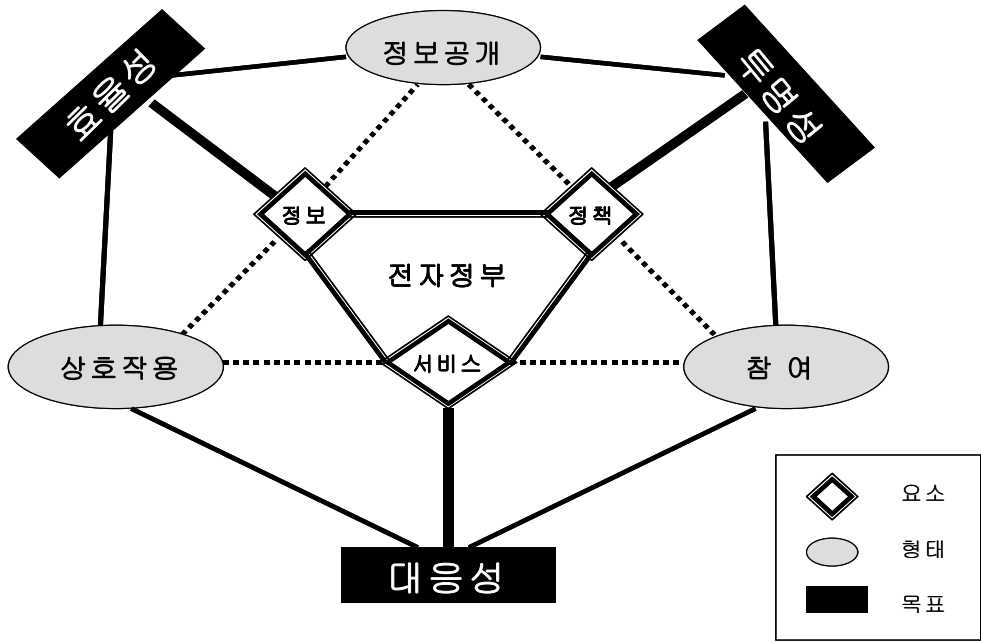 정보공개
효율성
투명성
정보
정책
전자정부
서비스
상호작용
참 여
대응성
요소
형태
목표